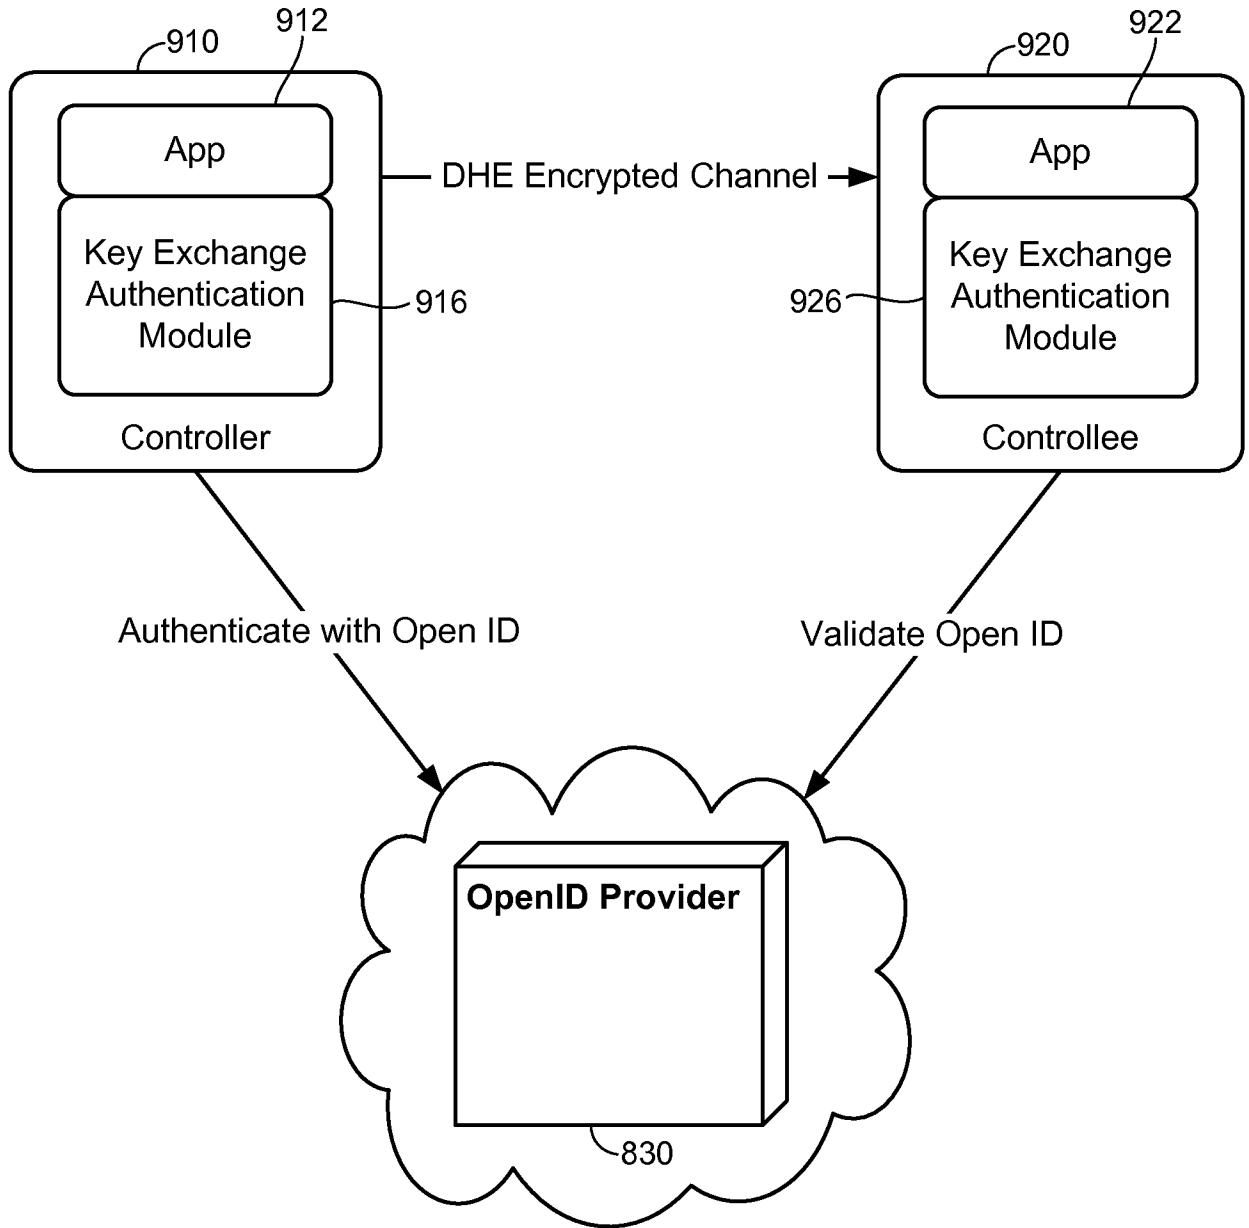 912
910
922
920
App
App
DHE Encrypted Channel
Key Exchange
Authentication
Module
916
Key Exchange
Authentication
Module
926
Controller
Controllee
Authenticate with Open ID
Validate Open ID
OpenID Provider
830